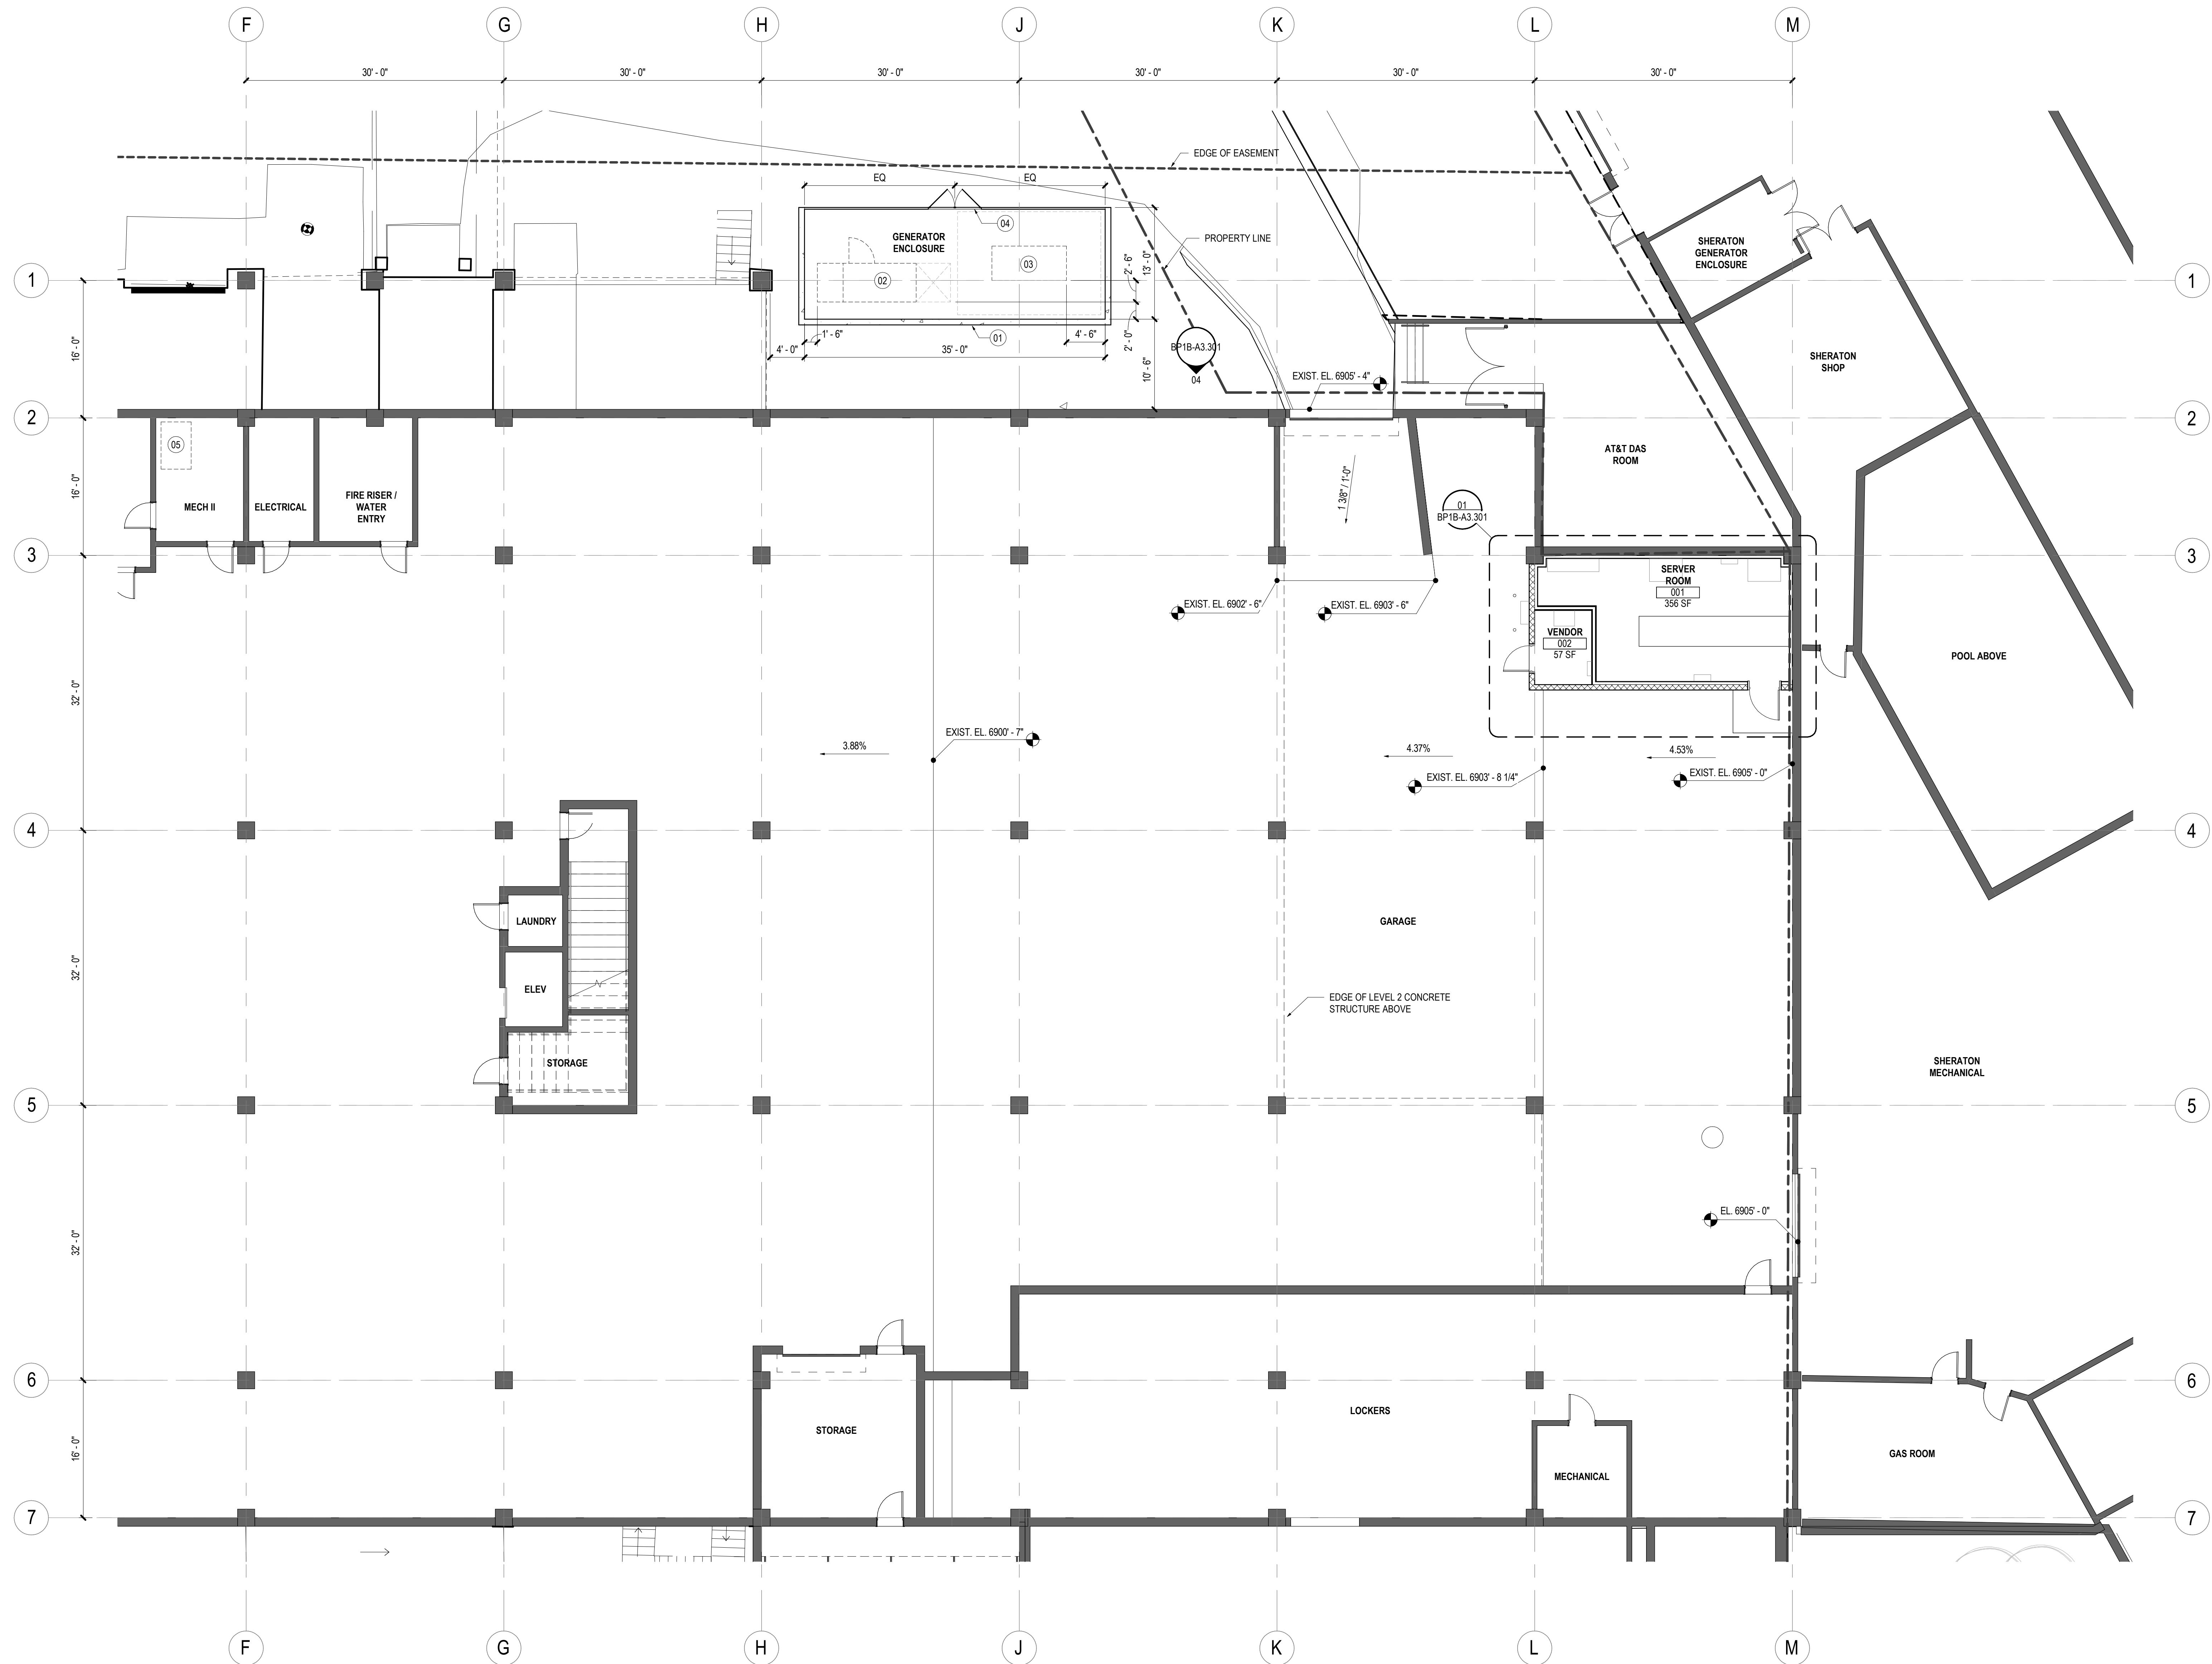 F G H J K L M
30' - 0" 30' - 0" 30' - 0" 30' - 0" 30' - 0" 30' - 0"
EDGE OF EASEMENT
EQ EQ
04
GENERATOR
ENCLOSURE
PROPERTY LINE
SHERATON
GENERATOR
ENCLOSURE
03
02
2' - 6"
13' - 0"
1 1
01
1' - 6"
4' - 6"
4' - 0"
35' - 0"
2' - 0"
10' - 6"
BP1B-A3.301
04
16' - 0"
SHERATON
SHOP
EXIST. EL. 6905' - 4"
2 2
05
AT&T DAS
ROOM
16' - 0"
1 3/8" / 1'-0"
MECH II
ELECTRICAL
FIRE RISER /
WATER
ENTRY
01
BP1B-A3.301
3 3
SERVER
ROOM
001
356 SF
EXIST. EL. 6902' - 6"
EXIST. EL. 6903' - 6"
VENDOR
002
57 SF
POOL ABOVE
32' - 0"
EXIST. EL. 6900' - 7"
3.88%
4.37%
4.53%
EXIST. EL. 6903' - 8 1/4"
EXIST. EL. 6905' - 0"
4 4
LAUNDRY
GARAGE
32' - 0"
ELEV
EDGE OF LEVEL 2 CONCRETE
STRUCTURE ABOVE
STORAGE
SHERATON
MECHANICAL
5 5
EL. 6905' - 0"
32' - 0"
6 6
LOCKERS
STORAGE
16' - 0"
GAS ROOM
MECHANICAL
7 7
F G H J K L M